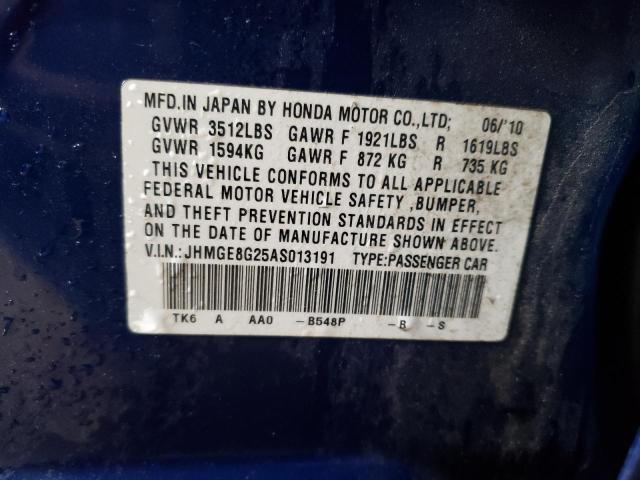 MFD.IN JAPAN BY HONDA MOTOR CO.,LTD; 06/'10
GVWR 3512LBS GAWR F 1921LBS R 1619LBS
GVWR 1594KG GAWR F 872 KG R 735 KG
THIS VEHICLE CONFORMS TO ALL APPLICABLE
FEDERAL MOTOR VEHICLE SAFETY ,BUMPER,
AND THEFT PREVENTION STANDARDS IN EFFECT
ON THE DATE OF MANUFACTURE SHOWN ABOVE.
V.I.N.:JHMGE8G25AS013191 TYPE:PASSENGER CAR
TK6 A AA0 -B548P -B -S